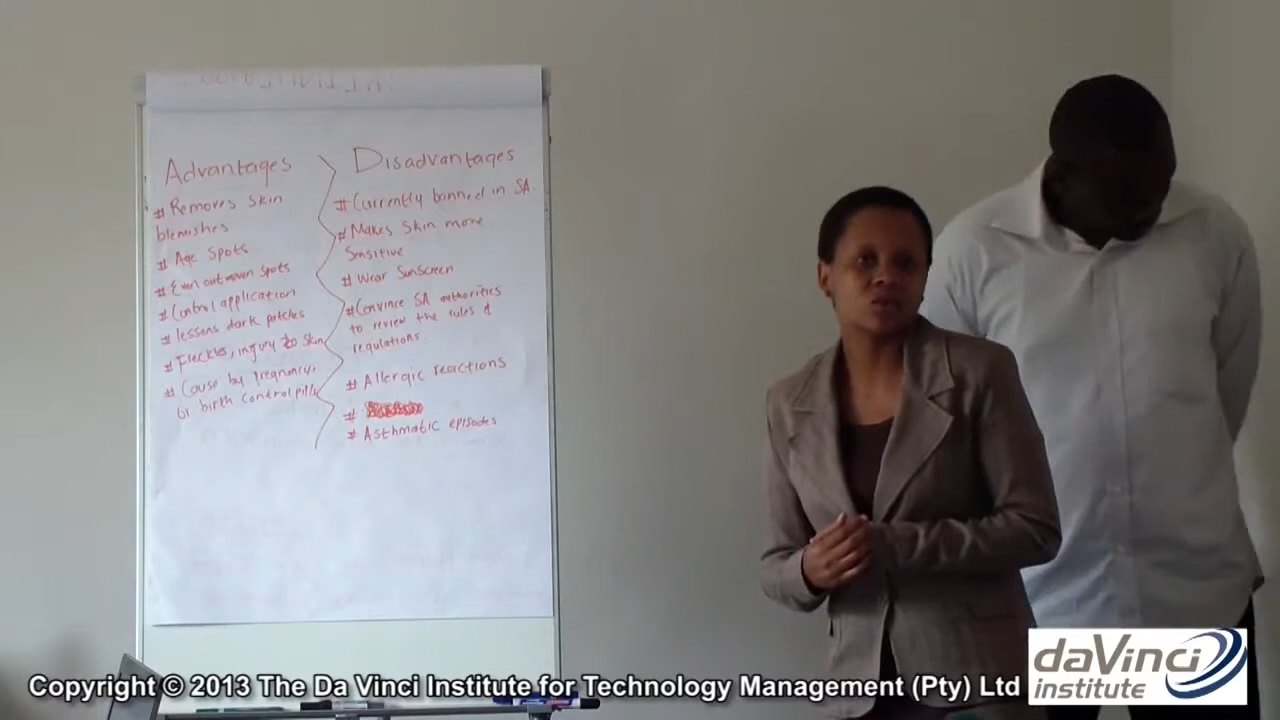 Advantages
# Removes skin
blemishes
# Age spots
# Even out uneven spots
# Control application
# lessens dark patches
# Freckles, injury to skin
# Cause by pregnancy,
or birth control pills
Disadvantages
# Currently banned in SA.
# Makes skin more
sensitive
# Wear Sunscreen
# Convince SA authorities
to review the rules &
regulations
# Allergic reactions
#
# Asthmatic episodes
Copyright © 2013 The Da Vinci Institute for Technology Management (Pty) Ltd
daVinci
institute